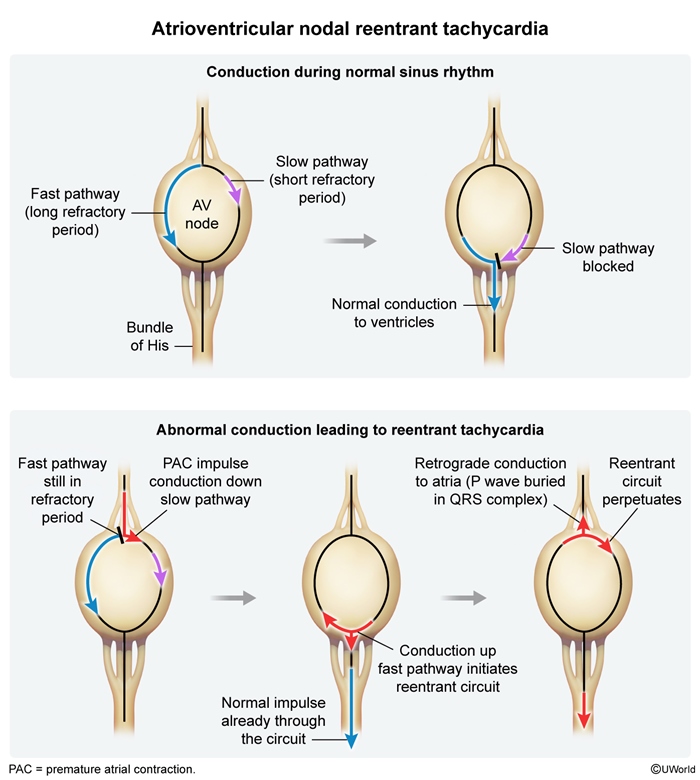 Atrioventricular nodal reentrant tachycardia
Conduction during normal sinus rhythm
Fast pathway
(long refractory
period)
AV
node
Slow pathway
(short refractory
period)
Bundle
of His
Slow pathway
blocked
Normal conduction
to ventricles
Abnormal conduction leading to reentrant tachycardia
Fast pathway
still in
refractory
period
PAC impulse
conduction down
slow pathway
Normal impulse
already through
the circuit
Conduction up
fast pathway initiates
reentrant circuit
Retrograde conduction
to atria (P wave buried
in QRS complex)
Reentrant
circuit
perpetuates
PAC = premature atrial contraction.
©UWorld